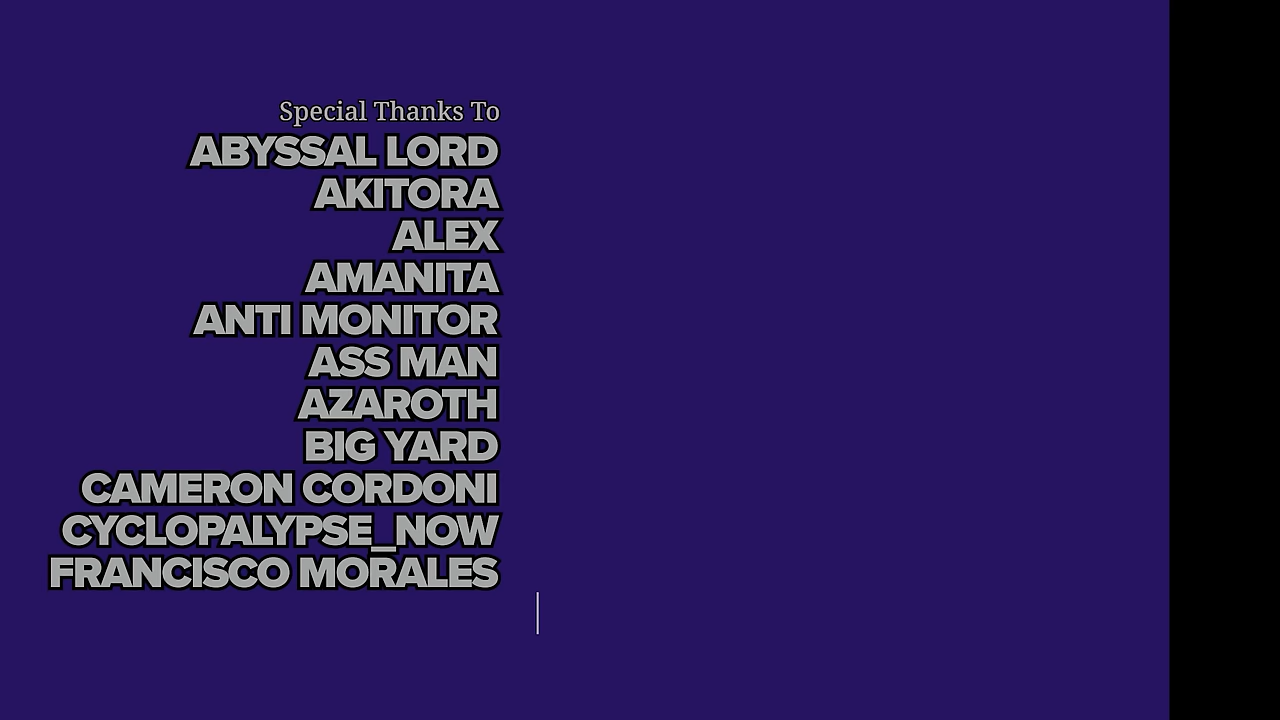 Special Thanks To
ABYSSAL LORD
AKITORA
ALEX
AMANITA
ANTI MONITOR
ASS MAN
AZAROTH
BIG YARD
CAMERON CORDONI
CYCLOPALYPSE_NOW
FRANCISCO MORALES